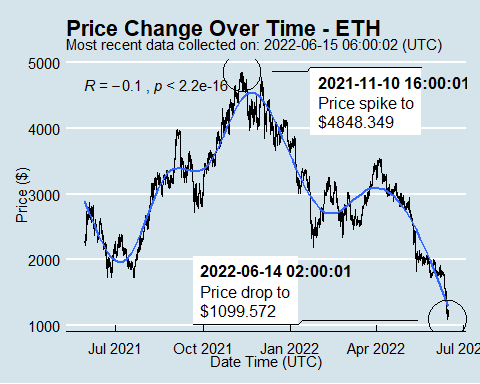 Price Change Over Time - ETH
Most recent data collected on: 2022-06-15 06:00:02 (UTC)
5000
R = −0.1 , p < 2.2e-16
2021-11-10 16:00:01
Price spike to
$4848.349
4000
3000
Price ($)
2000
2022-06-14 02:00:01
Price drop to
$1099.572
1000
Jul 2021
Oct 2021
Jan 2022
Apr 2022
Jul 202
Date Time (UTC)